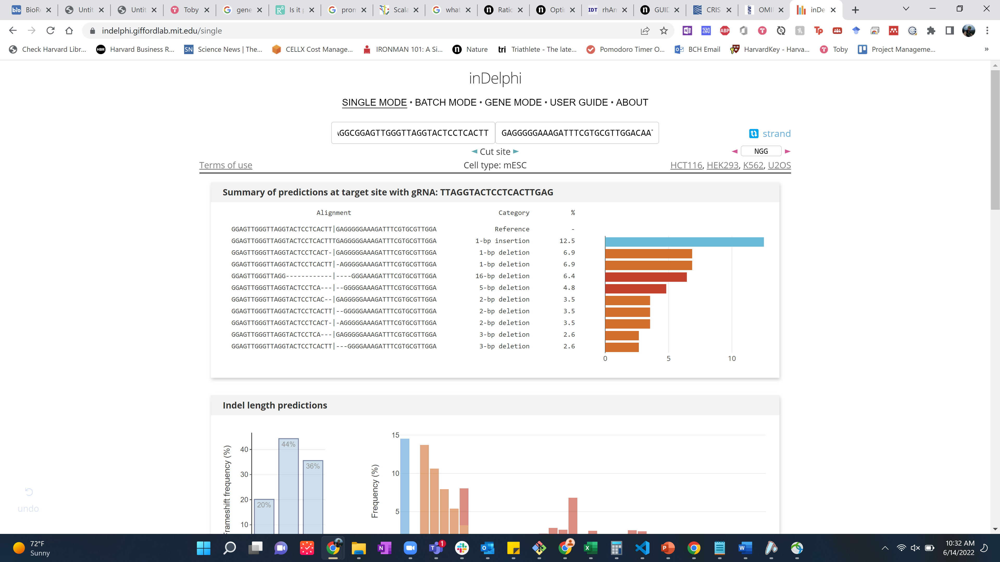 BioRe Untit Untit Toby gene Is it p pron Scala what Ratio Optin IDT rhAm GUID CRIS OMI inDe
indelphi.giffordlab.mit.edu/single
Check Harvard Libr... HBR Harvard Business R... SN Science News | The... CELLX Cost Manage... IRONMAN 101: A Si... Nature tri Triathlete - The late... Pomodoro Timer O... BCH Email HarvardKey - Harva... Toby Project Manageme... »
inDelphi
SINGLE MODE • BATCH MODE • GENE MODE • USER GUIDE • ABOUT
GGCGGAGTTGGGTTAGGTACTCCTCACTT GAGGGGGAAAGATTTCGTGCGTTGGACAA strand
◄ Cut site ► ◄ NGG ►
Terms of use Cell type: mESC HCT116, HEK293, K562, U2OS
Summary of predictions at target site with gRNA: TTAGGTACTCCTCACTTGAG
Alignment Category %
GGAGTTGGGTTAGGTACTCCTCACTT|GAGGGGGAAAGATTTCGTGCGTTGGA Reference -
GGAGTTGGGTTAGGTACTCCTCACTTTGAGGGGGAAAGATTTCGTGCGTTGGA 1-bp insertion 12.5
GGAGTTGGGTTAGGTACTCCTCACT-|GAGGGGGAAAGATTTCGTGCGTTGGA 1-bp deletion 6.9
GGAGTTGGGTTAGGTACTCCTCACTT|-AGGGGGAAAGATTTCGTGCGTTGGA 1-bp deletion 6.9
GGAGTTGGGTTAGG------------|----GGGAAAGATTTCGTGCGTTGGA 16-bp deletion 6.4
GGAGTTGGGTTAGGTACTCCTCA---|--GGGGGAAAGATTTCGTGCGTTGGA 5-bp deletion 4.8
GGAGTTGGGTTAGGTACTCCTCAC--|GAGGGGGAAAGATTTCGTGCGTTGGA 2-bp deletion 3.5
GGAGTTGGGTTAGGTACTCCTCACTT|--GGGGGAAAGATTTCGTGCGTTGGA 2-bp deletion 3.5
GGAGTTGGGTTAGGTACTCCTCACT-|-AGGGGGAAAGATTTCGTGCGTTGGA 2-bp deletion 3.5
GGAGTTGGGTTAGGTACTCCTCA---|GAGGGGGAAAGATTTCGTGCGTTGGA 3-bp deletion 2.6
GGAGTTGGGTTAGGTACTCCTCACTT|---GGGGAAAGATTTCGTGCGTTGGA 3-bp deletion 2.6
0 5 10
Indel length predictions
Frameshift frequency (%)
40
30
20
10
44%
36%
20%
Frequency (%)
15
10
5
undo
72°F
Sunny
10:32 AM
6/14/2022